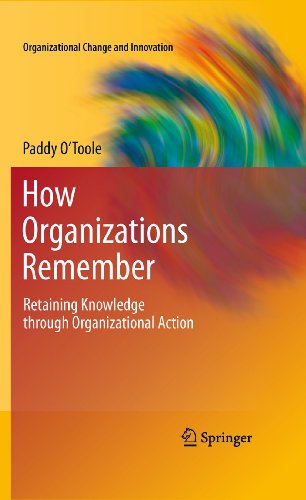 Organizational Change and Innovation
Paddy O'Toole
How
Organizations
Remember
Retaining Knowledge
through Organizational Action
Springer